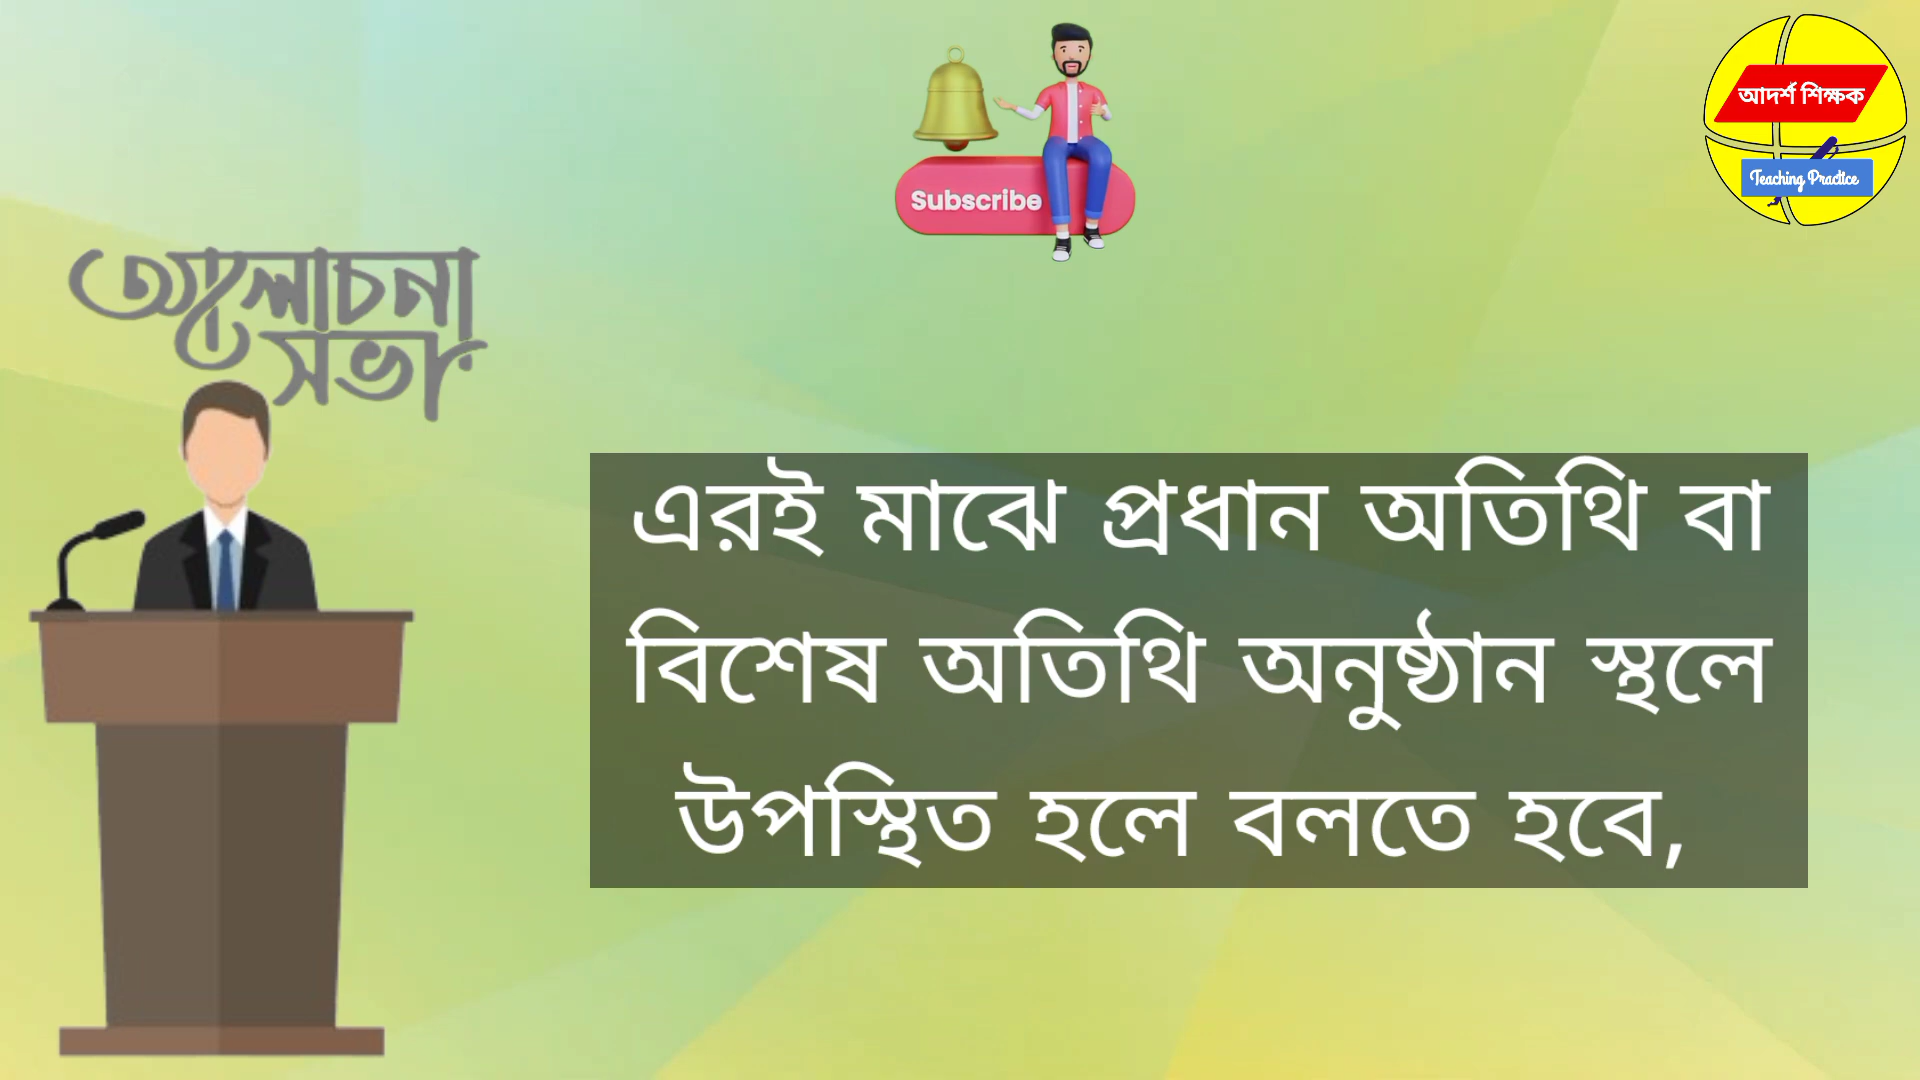 Subscribe
আদর্শ শিক্ষক
Teaching Practice
আলোচনা
সভা
এরই মাঝে প্রধান অতিথি বা
বিশেষ অতিথি অনুষ্ঠান স্থলে
উপস্থিত হলে বলতে হবে,